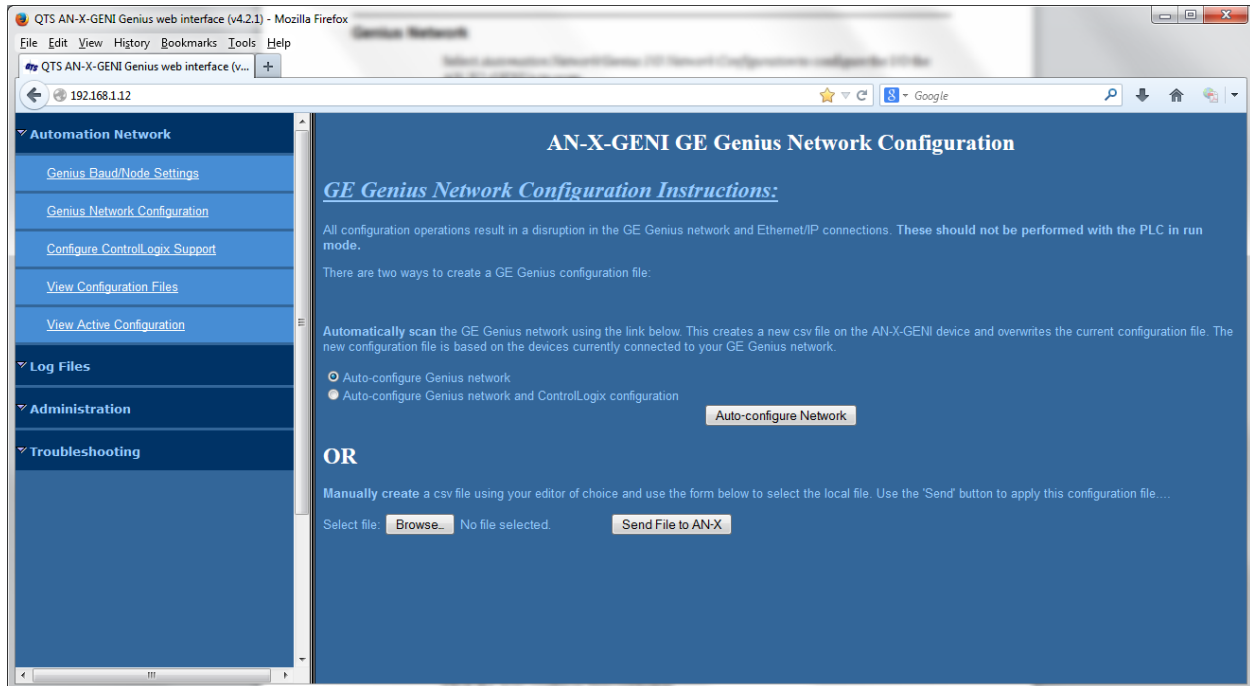 QTS AN-X-GENI Genius web interface (v4.2.1) - Mozilla Firefox
File Edit View History Bookmarks Tools Help
QTS AN-X-GENI Genius web interface (v...
192.168.1.12
Google
Automation Network
Genius Baud/Node Settings
Genius Network Configuration
Configure ControlLogix Support
View Configuration Files
View Active Configuration
Log Files
Administration
Troubleshooting
AN-X-GENI GE Genius Network Configuration
GE Genius Network Configuration Instructions:
All configuration operations result in a disruption in the GE Genius network and Ethernet/IP connections. These should not be performed with the PLC in run
mode.
There are two ways to create a GE Genius configuration file:
Automatically scan the GE Genius network using the link below. This creates a new csv file on the AN-X-GENI device and overwrites the current configuration file. The
new configuration file is based on the devices currently connected to your GE Genius network.
Auto-configure Genius network
Auto-configure Genius network and ControlLogix configuration
Auto-configure Network
OR
Manually create a csv file using your editor of choice and use the form below to select the local file. Use the 'Send' button to apply this configuration file....
Select file: Browse_ No file selected. Send File to AN-X